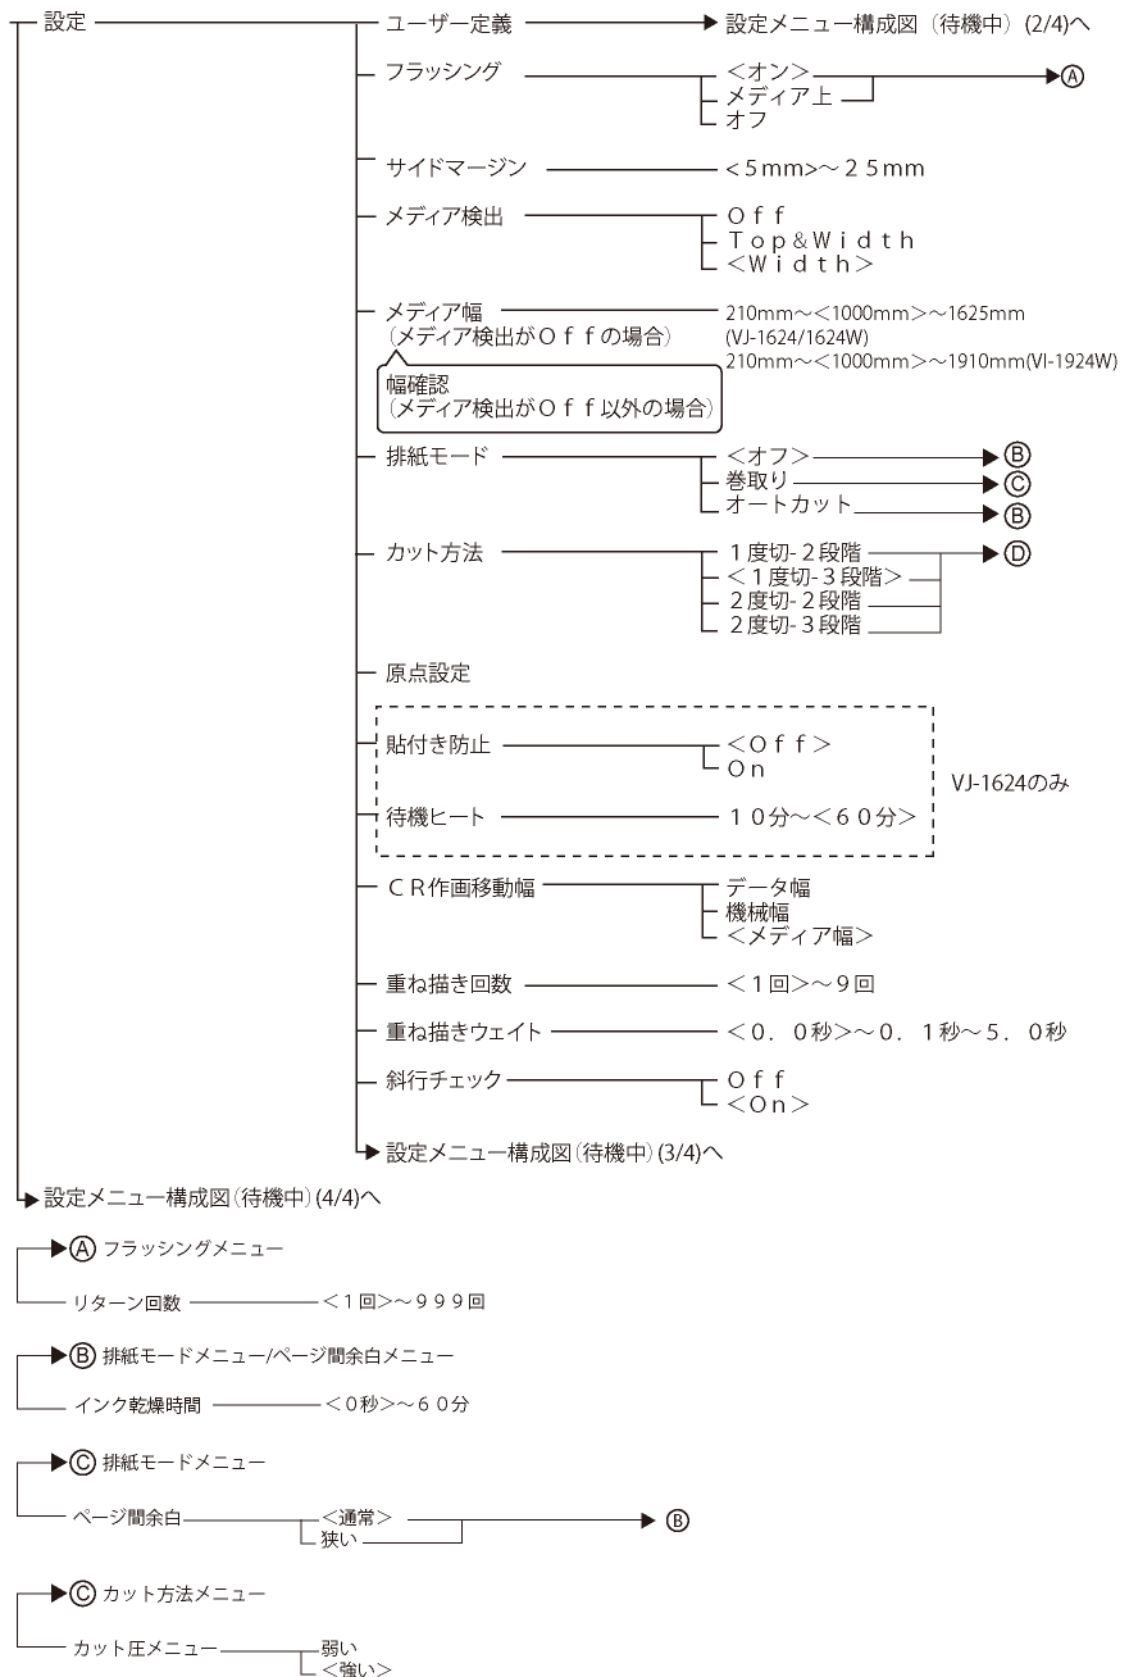 設定 ユーザー定義 設定メニュー構成図（待機中）(2/4)へ
フラッシング <オン> A
メディア上
オフ
サイドマージン <5mm>～25mm
メディア検出 Off
Top&Width
<Width>
メディア幅 210mm～<1000mm>～1625mm
(メディア検出がOffの場合) (VJ-1624/1624W)
210mm～<1000mm>～1910mm(VI-1924W)
幅確認
(メディア検出がOff以外の場合)
排紙モード <オフ> B
巻取り C
オートカット B
カット方法 1度切-2段階 D
<1度切-3段階>
2度切-2段階
2度切-3段階
原点設定
貼付き防止 <Off>
On
VJ-1624のみ
待機ヒート 10分～<60分>
CR作画移動幅 データ幅
機械幅
<メディア幅>
重ね描き回数 <1回>～9回
重ね描きウェイト <0．0秒>～0．1秒～5．0秒
斜行チェック Off
<On>
設定メニュー構成図(待機中)(3/4)へ
設定メニュー構成図(待機中)(4/4)へ
A フラッシングメニュー
リターン回数 <1回>～999回
B 排紙モードメニュー/ページ間余白メニュー
インク乾燥時間 <0秒>～60分
C 排紙モードメニュー
ページ間余白 <通常> B
狭い
C カット方法メニュー
カット圧メニュー 弱い
<強い>